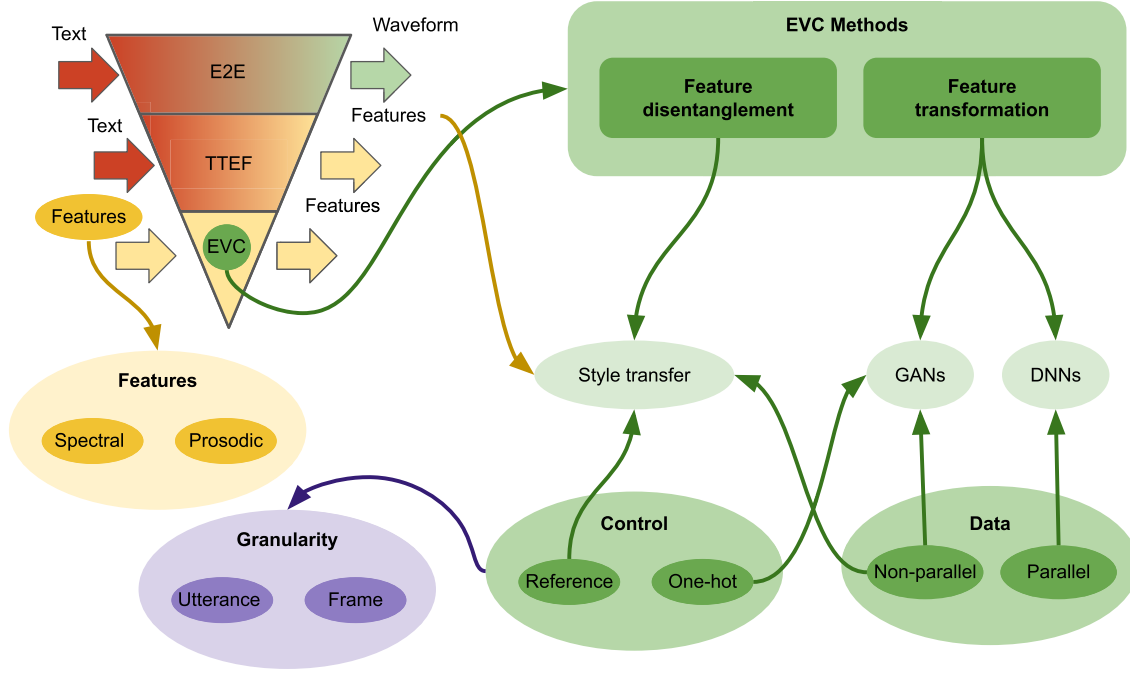 Text
Waveform
E2E
Text
Features
TTEF
Features
Features
EVC
EVC Methods
Feature
disentanglement
Feature
transformation
Style transfer
GANs
DNNs
Features
Spectral
Prosodic
Granularity
Utterance
Frame
Control
Reference
One-hot
Data
Non-parallel
Parallel